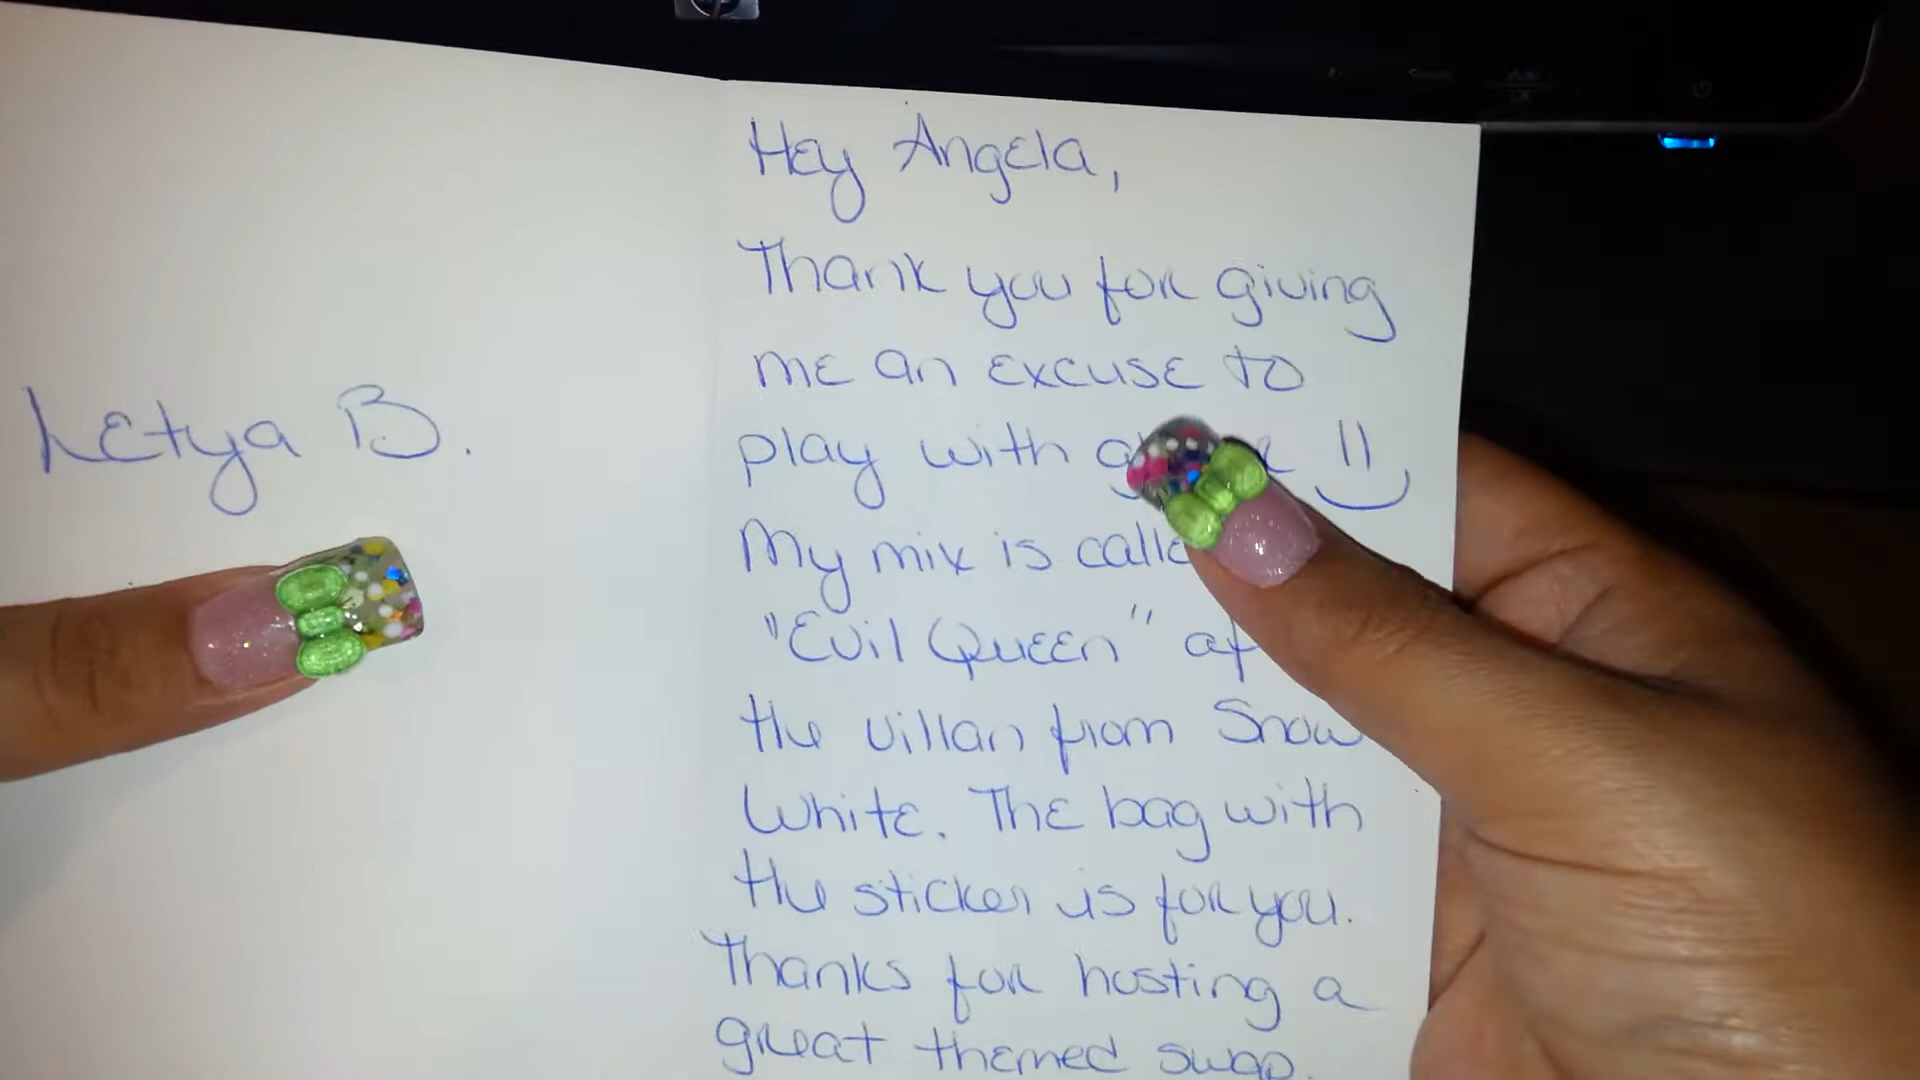 Letya B.
Hey Angela,
Thank you for giving
me an excuse to
play with
My mix is
"Evil Queen"
the villan from Snow
White. The bag with
the sticker is for you.
Thanks for hosting a
great themed swap.